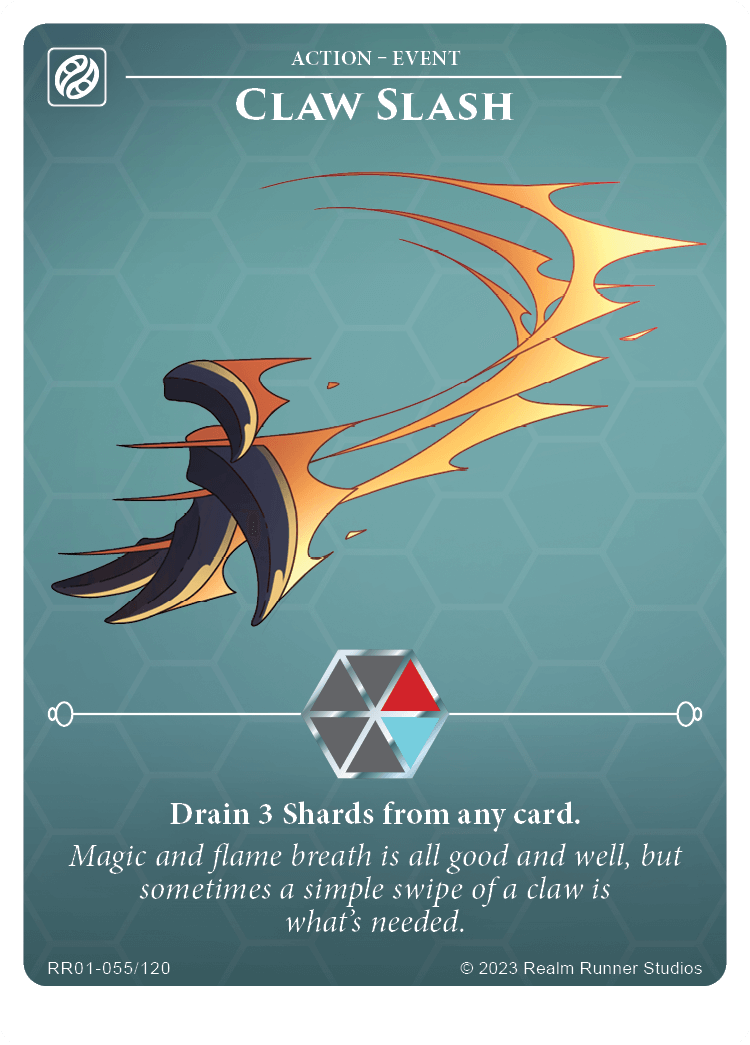 ACTION – EVENT
Claw Slash
Drain 3 Shards from any card.
Magic and flame breath is all good and well, but
sometimes a simple swipe of a claw is
what's needed.
RR01-055/120
© 2023 Realm Runner Studios